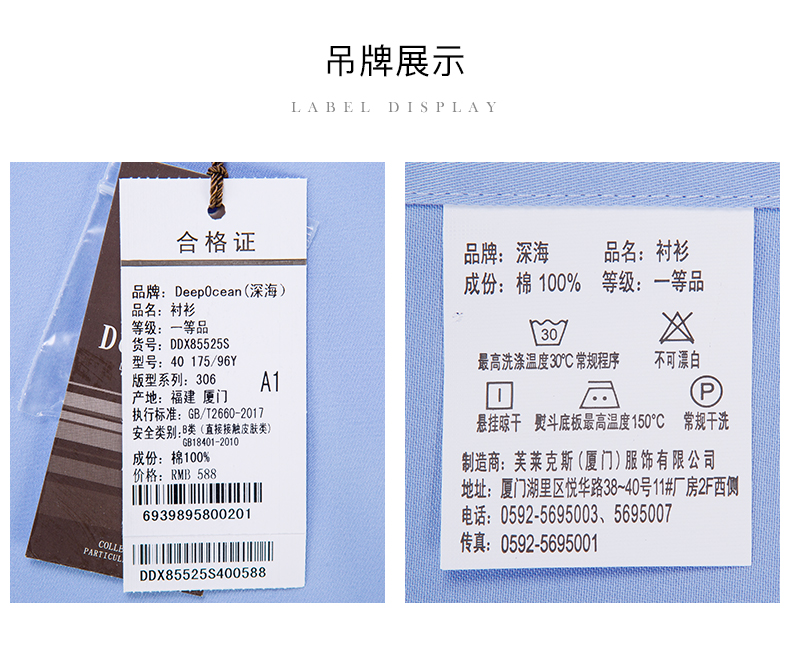 吊牌展示
LABEL DISPLAY
合格证
品牌：DeepOcean(深海)
品名：衬衫
等级：一等品
货号：DDX85525S
型号：40 175/96Y
版型系列：306
A1
产地：福建 厦门
执行标准：GB/T2660-2017
安全类别：B类（直接接触皮肤类）
GB18401-2010
成份：棉100%
价格：RMB 588
6939895800201
DDX85525S400588
品牌：深海 品名：衬衫
成份：棉 100% 等级：一等品
30
最高洗涤温度30℃常规程序 不可漂白
P
悬挂晾干 熨斗底板最高温度150℃ 常规干洗
制造商：芙莱克斯(厦门)服饰有限公司
地址：厦门湖里区悦华路38~40号11#厂房2F西侧
电话：0592-5695003、5695007
传真：0592-5695001